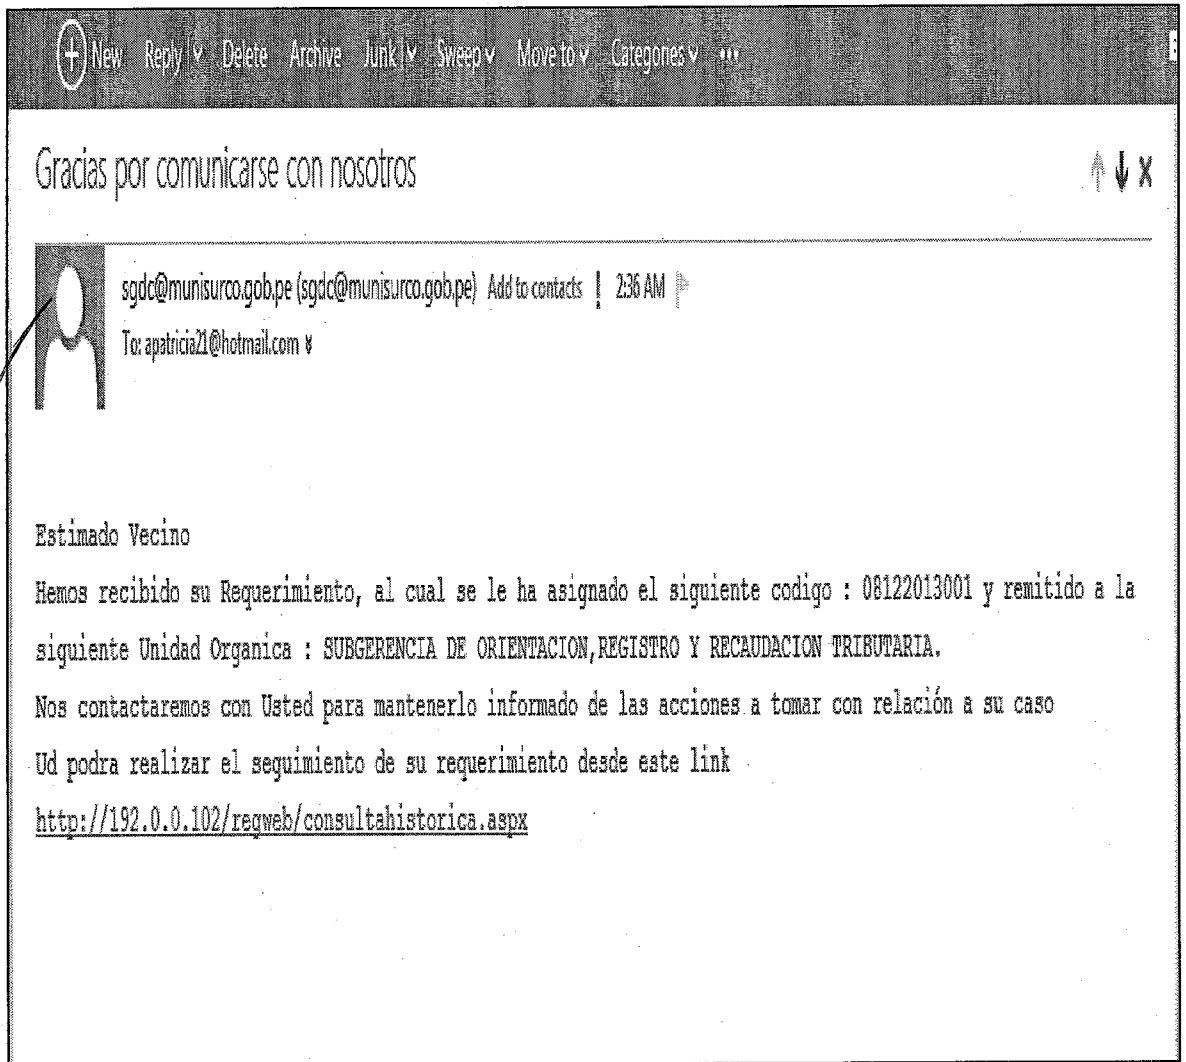 New Reply Delete Archive Junk Sweep Move to Categories •••
Gracias por comunicarse con nosotros
sgdc@munisurco.gob.pe (sgdc@munisurco.gob.pe) Add to contacts 2:36 AM
To: apatricia21@hotmail.com
Estimado Vecino
Hemos recibido su Requerimiento, al cual se le ha asignado el siguiente codigo : 08122013001 y remitido a la
siguiente Unidad Organica : SUBGERENCIA DE ORIENTACION,REGISTRO Y RECAUDACION TRIBUTARIA.
Nos contactaremos con Usted para mantenerlo informado de las acciones a tomar con relación a su caso
Ud podra realizar el seguimiento de su requerimiento desde este link
http://192.0.0.102/reqweb/consultahistorica.aspx